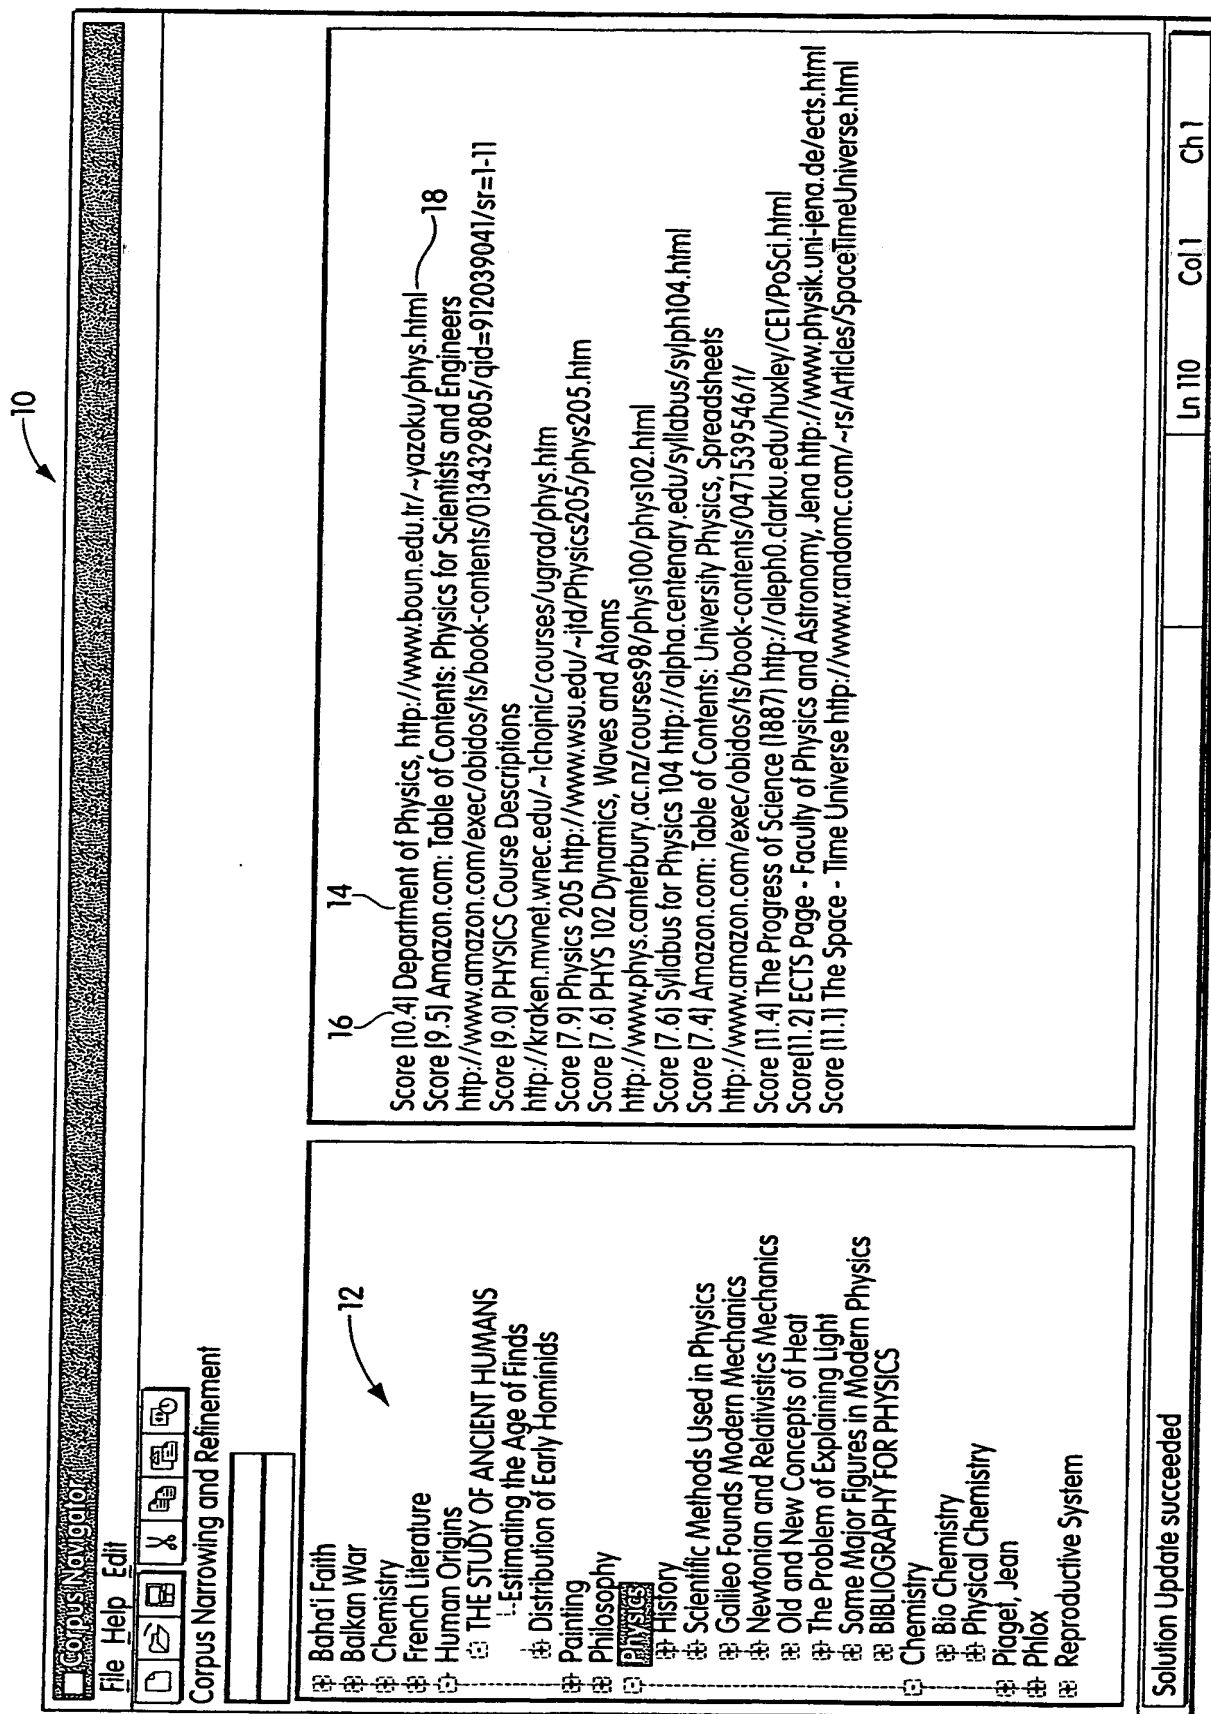 10
Corpus Navigator
File Help Edit
Corpus Narrowing and Refinement
12
Baha'i Faith
Balkan War
Chemistry
French Literature
Human Origins
THE STUDY OF ANCIENT HUMANS
Estimating the Age of Finds
Distribution of Early Hominids
Painting
Philosophy
Physics
History
Scientific Methods Used in Physics
Galileo Founds Modern Mechanics
Newtonian and Relativistics Mechanics
Old and New Concepts of Heat
The Problem of Explaining Light
Some Major Figures in Modern Physics
BIBLIOGRAPHY FOR PHYSICS
Chemistry
Bio Chemistry
Physical Chemistry
Piaget, Jean
Phlox
Reproductive System
16
14
Score [10.4] Department of Physics, http://www.boun.edu.tr/~yazoku/phys.html
18
Score [9.5] Amazon.com: Table of Contents: Physics for Scientists and Engineers
http://www.amazon.com/exec/obidos/ts/book-contents/0134329805/qid=912039041/sr=1-11
Score [9.0] PHYSICS Course Descriptions
http://kraken.mvnet.wnec.edu/~1chojnic/courses/ugrad/phys.htm
Score [7.9] Physics 205 http://www.wsu.edu/~jtd/Physics205/phys205.htm
Score [7.6] PHYS 102 Dynamics, Waves and Atoms
http://www.phys.canterbury.ac.nz/courses98/phys100/phys102.html
Score [7.6] Syllabus for Physics 104 http://alpha.centenary.edu/syllabus/sylph104.html
Score [7.4] Amazon.com: Table of Contents: University Physics, Spreadsheets
http://www.amazon.com/exec/obidos/ts/book-contents/0471539546/t/
Score [11.4] The Progress of Science (1887) http://aleph0.clarku.edu/huxley/CE1/PoSci.html
Score[11.2] ECTS Page - Faculty of Physics and Astronomy, Jena http://www.physik.uni-jena.de/ects.html
Score [11.1] The Space - Time Universe http://www.randomc.com/~rs/Articles/SpaceTimeUniverse.html
Solution Update succeeded
Ln 110 Col 1 Ch 1